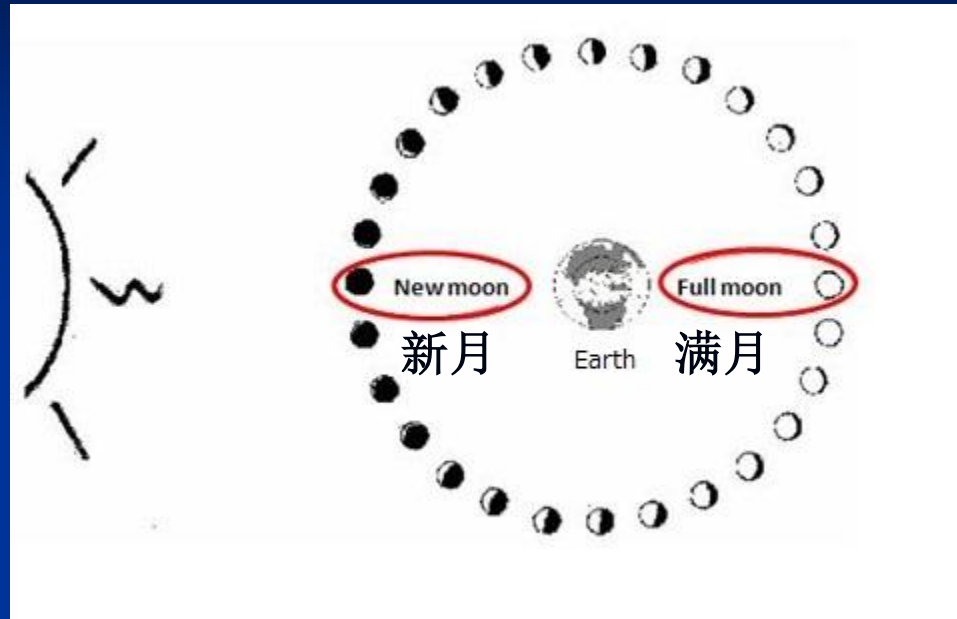 New moon
Full moon
新月
Earth
满月